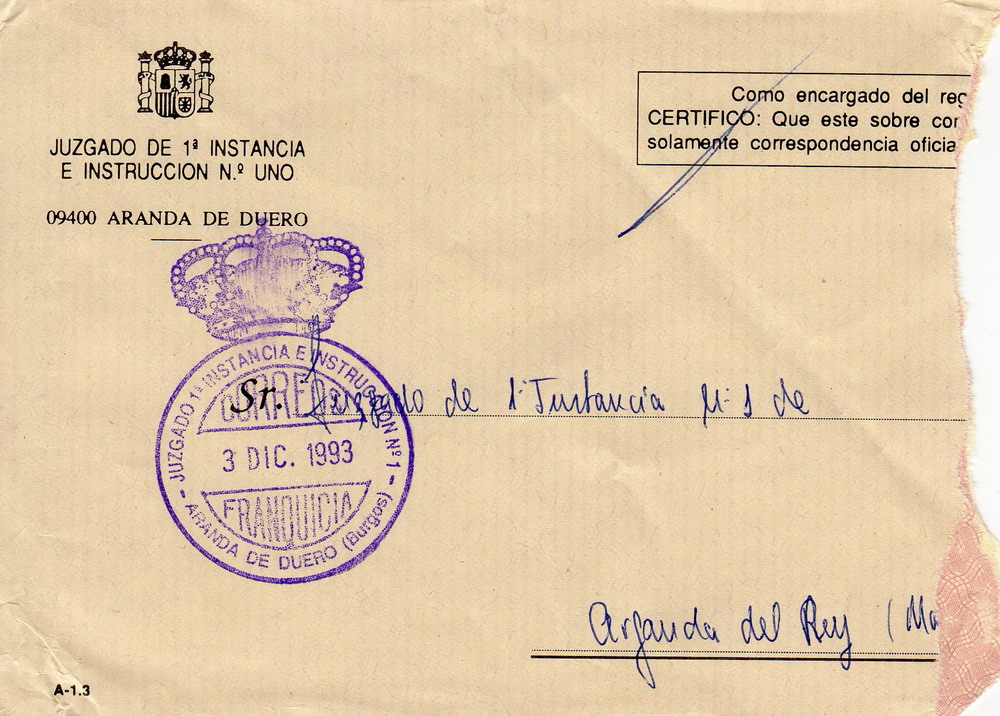 JUZGADO DE 1ª INSTANCIA
E INSTRUCCION N.º UNO
09400 ARANDA DE DUERO
Como encargado del reg
CERTIFICO: Que este sobre con
solamente correspondencia oficia
JUZGADO 1ª INSTANCIA E INSTRUCCION Nº 1
CORREO
3 DIC. 1993
FRANQUICIA
ARANDA DE DUERO (Burgos)
Sr. Juzgado de 1ª Instancia Nº 1 de
Arganda del Rey (Ma
A-1.3